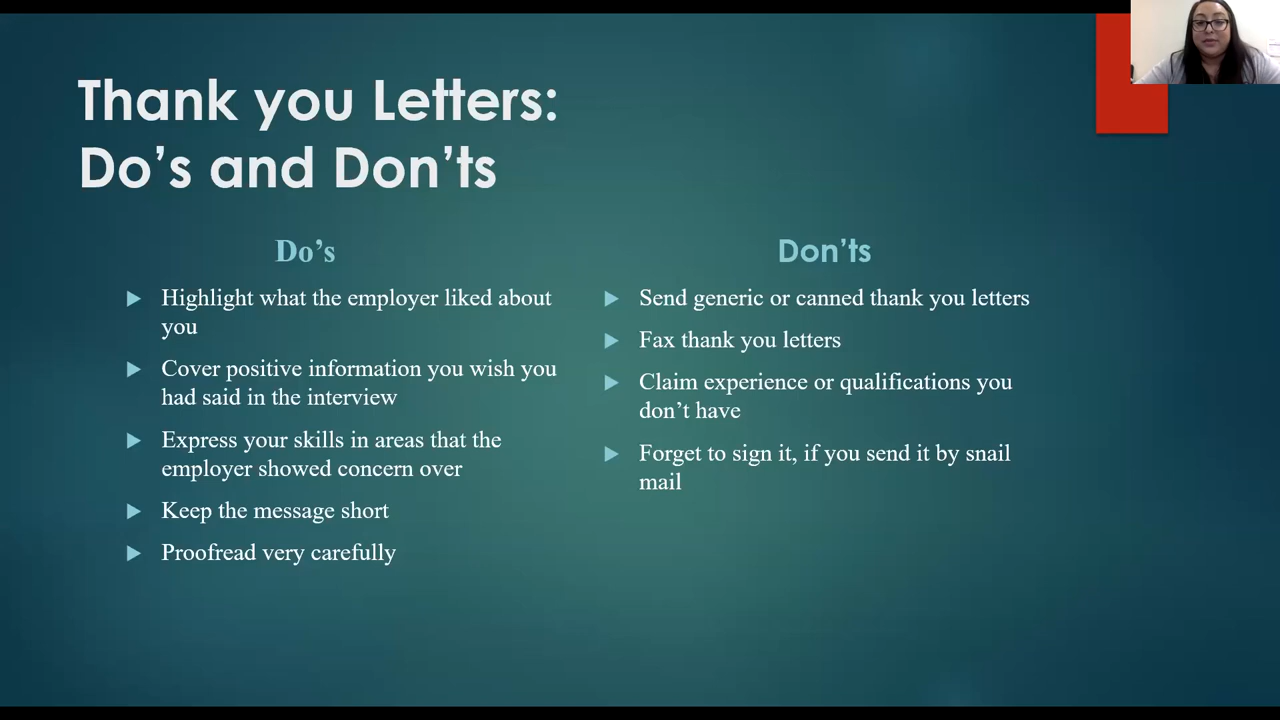 Thank you Letters:
Do’s and Don’ts
Do’s
Highlight what the employer liked about
you
Cover positive information you wish you
had said in the interview
Express your skills in areas that the
employer showed concern over
Keep the message short
Proofread very carefully
Don’ts
Send generic or canned thank you letters
Fax thank you letters
Claim experience or qualifications you
don’t have
Forget to sign it, if you send it by snail
mail